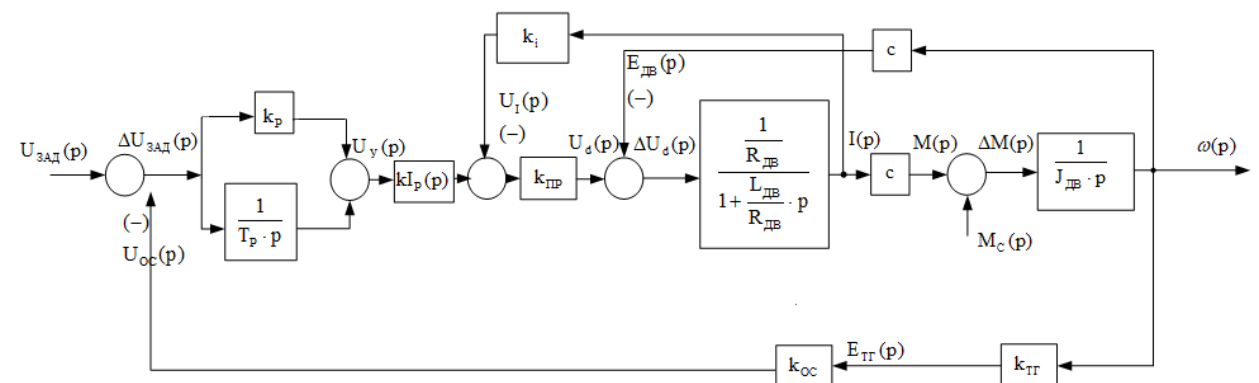 k_i
c
E_ДВ(p)
(−)
U_I(p)
(−)
k_P
U_ЗАД(p)
ΔU_ЗАД(p)
U_y(p)
kI_P(p)
k_ПР
U_d(p)
ΔU_d(p)
1
R_ДВ
1+ L_ДВ/R_ДВ · p
I(p)
c
M(p)
ΔM(p)
1
J_ДВ · p
ω(p)
1
T_P · p
(−)
U_OC(p)
M_C(p)
k_OC
E_ТГ(p)
k_ТГ